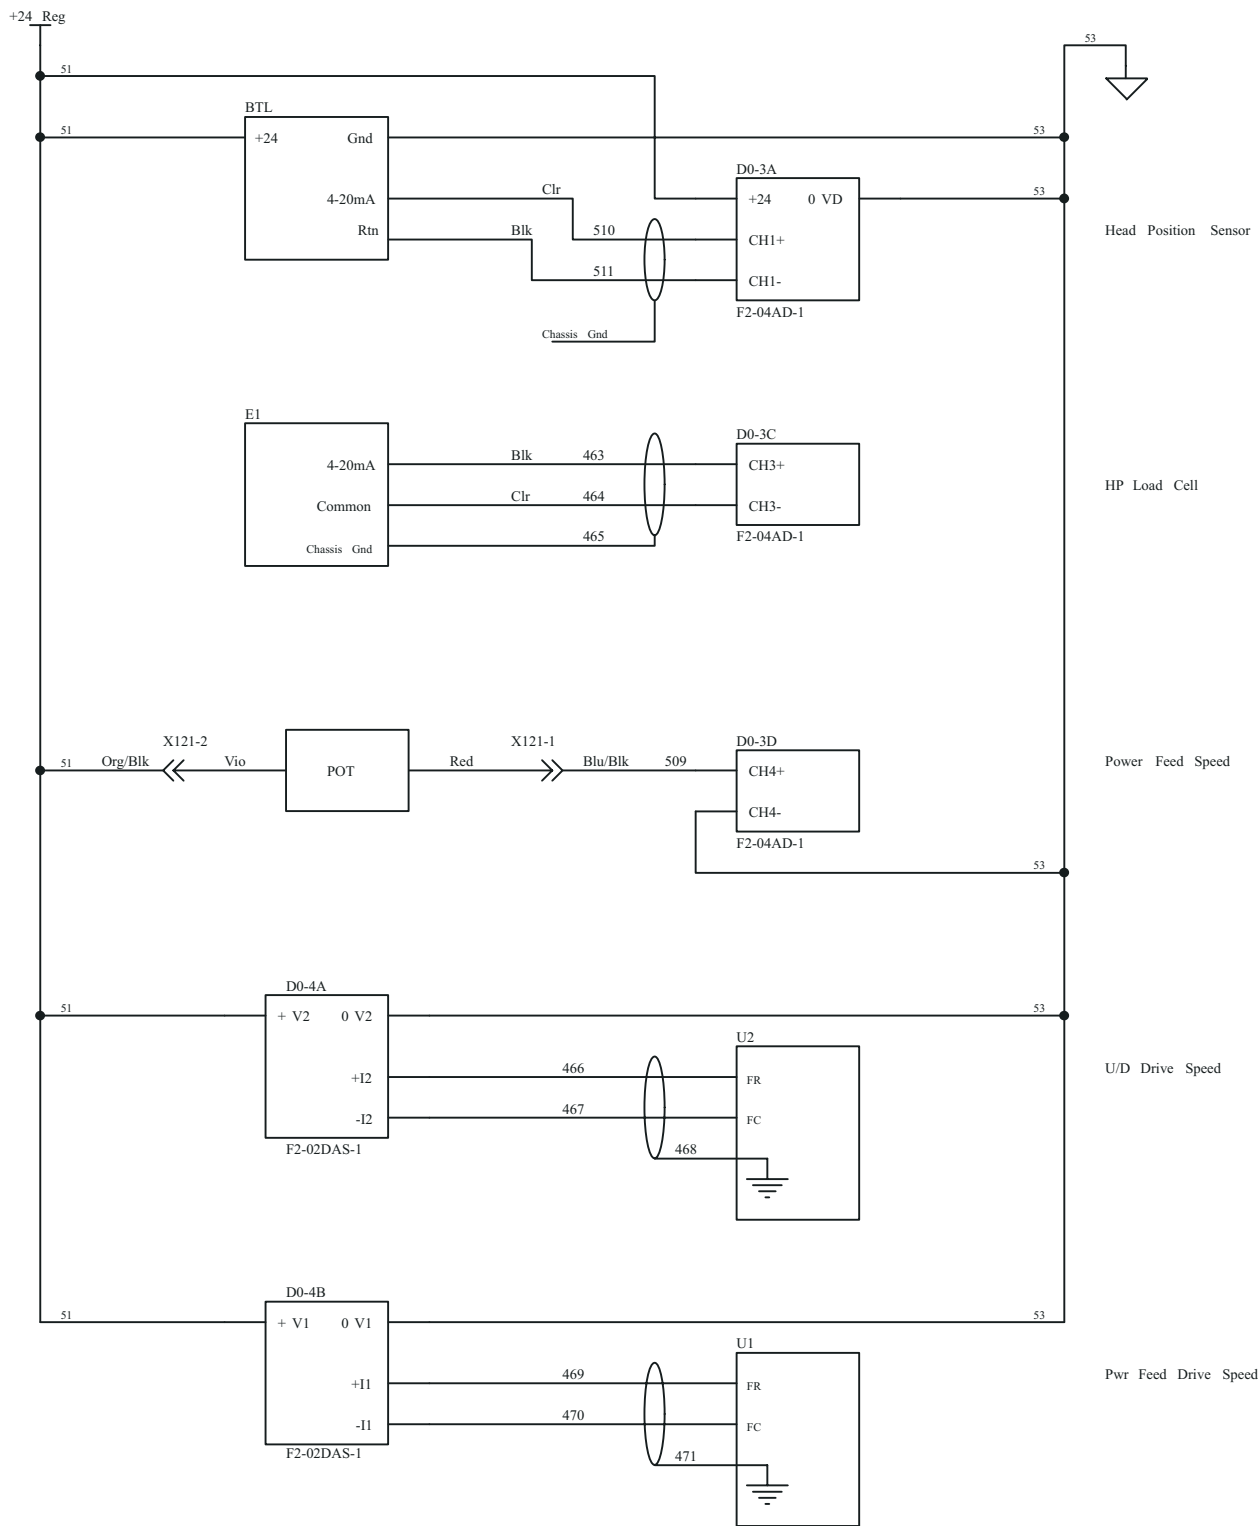 +24 Reg
53
51
BTL
51
+24
Gnd
53
D0-3A
4-20mA
Clr
+24
0 VD
53
Rtn
Blk
510
CH1+
Head Position Sensor
511
CH1-
F2-04AD-1
Chassis Gnd
E1
D0-3C
4-20mA
Blk
463
CH3+
HP Load Cell
Common
Clr
464
CH3-
Chassis Gnd
465
F2-04AD-1
X121-2
X121-1
D0-3D
51
Org/Blk
Vio
POT
Red
Blu/Blk
509
CH4+
Power Feed Speed
CH4-
F2-04AD-1
53
D0-4A
51
+ V2
0 V2
53
U2
+I2
466
FR
U/D Drive Speed
-I2
467
FC
F2-02DAS-1
468
D0-4B
51
+ V1
0 V1
53
U1
+I1
469
FR
Pwr Feed Drive Speed
-I1
470
FC
F2-02DAS-1
471